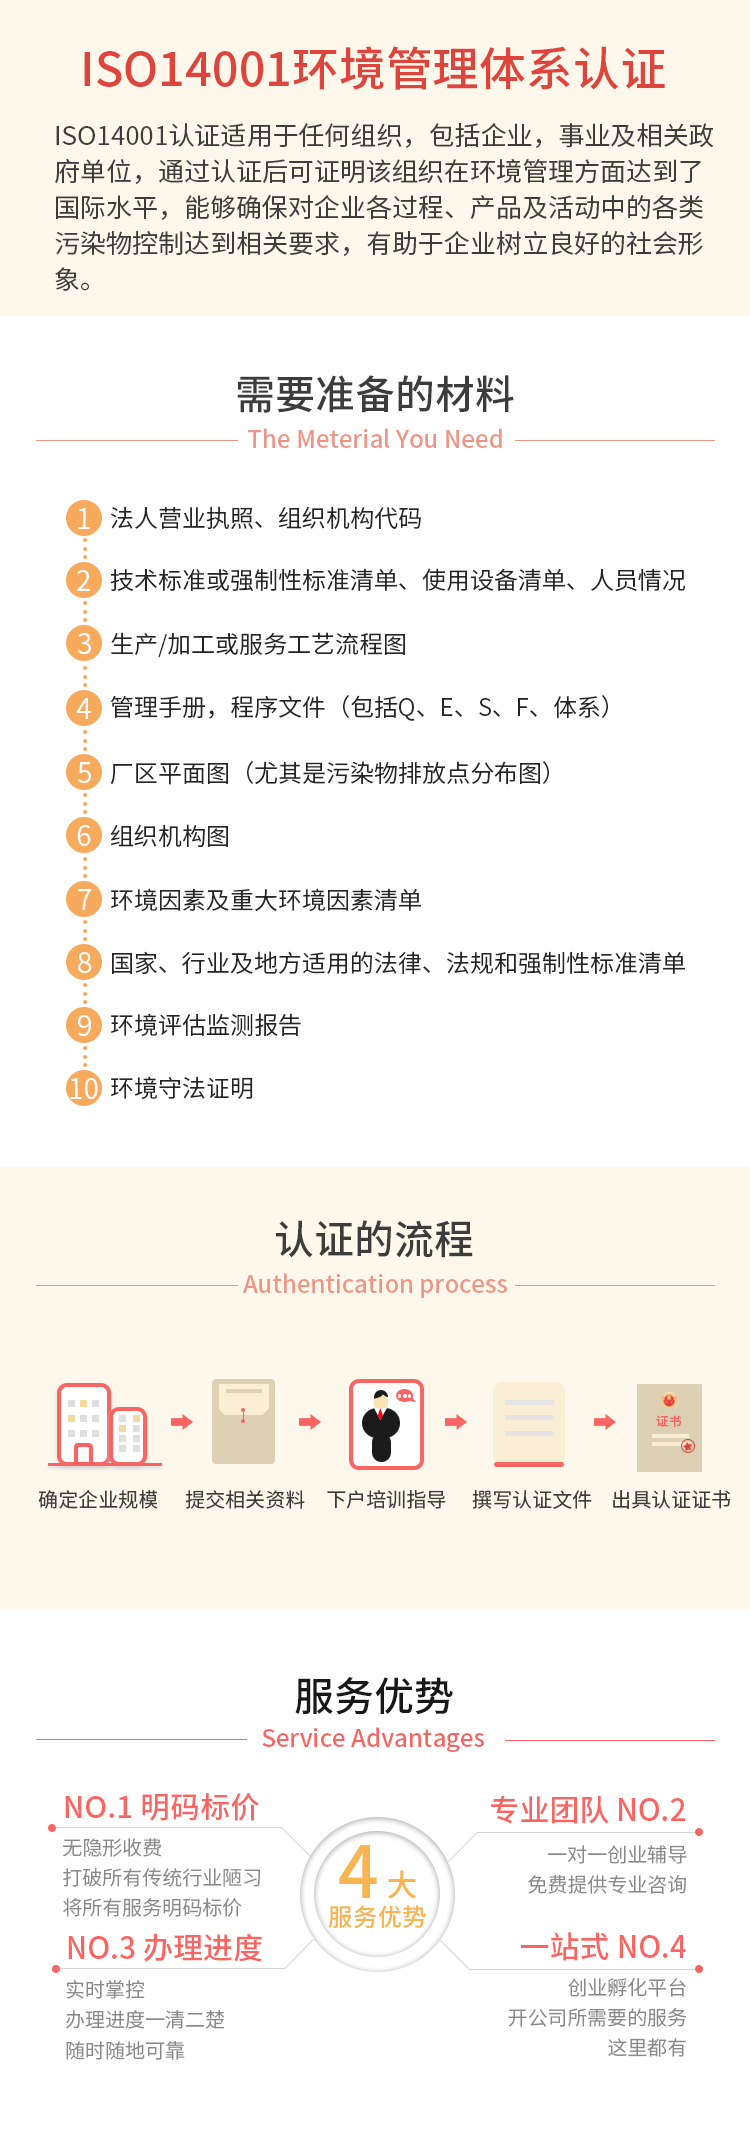 ISO14001环境管理体系认证
ISO14001认证适用于任何组织，包括企业，事业及相关政
府单位，通过认证后可证明该组织在环境管理方面达到了
国际水平，能够确保对企业各过程、产品及活动中的各类
污染物控制达到相关要求，有助于企业树立良好的社会形
象。
需要准备的材料
The Meterial You Need
1 法人营业执照、组织机构代码
2 技术标准或强制性标准清单、使用设备清单、人员情况
3 生产/加工或服务工艺流程图
4 管理手册，程序文件（包括Q、E、S、F、体系）
5 厂区平面图（尤其是污染物排放点分布图）
6 组织机构图
7 环境因素及重大环境因素清单
8 国家、行业及地方适用的法律、法规和强制性标准清单
9 环境评估监测报告
10 环境守法证明
认证的流程
Authentication process
证书
确定企业规模 提交相关资料 下户培训指导 撰写认证文件 出具认证证书
服务优势
Service Advantages
NO.1 明码标价
无隐形收费
打破所有传统行业陋习
将所有服务明码标价
专业团队 NO.2
一对一创业辅导
免费提供专业咨询
4大
服务优势
NO.3 办理进度
实时掌控
办理进度一清二楚
随时随地可靠
一站式 NO.4
创业孵化平台
开公司所需要的服务
这里都有